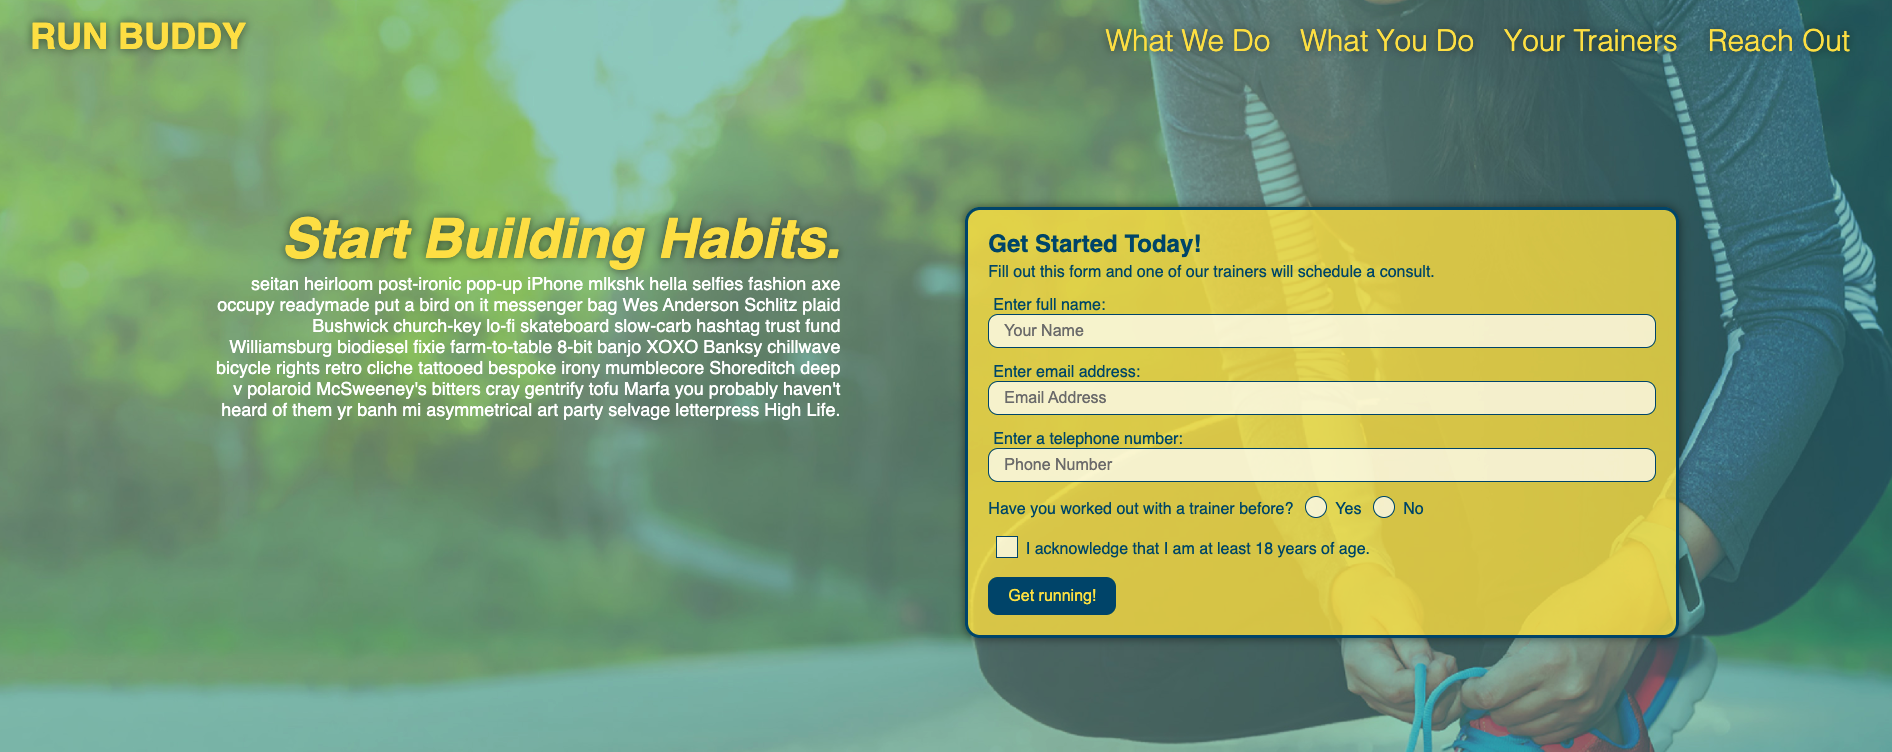 RUN BUDDY
What We Do What You Do Your Trainers Reach Out
Start Building Habits.
seitan heirloom post-ironic pop-up iPhone mlkshk hella selfies fashion axe
occupy readymade put a bird on it messenger bag Wes Anderson Schlitz plaid
Bushwick church-key lo-fi skateboard slow-carb hashtag trust fund
Williamsburg biodiesel fixie farm-to-table 8-bit banjo XOXO Banksy chillwave
bicycle rights retro cliche tattooed bespoke irony mumblecore Shoreditch deep
v polaroid McSweeney's bitters cray gentrify tofu Marfa you probably haven't
heard of them yr banh mi asymmetrical art party selvage letterpress High Life.
Get Started Today!
Fill out this form and one of our trainers will schedule a consult.
Enter full name:
Your Name
Enter email address:
Email Address
Enter a telephone number:
Phone Number
Have you worked out with a trainer before? Yes No
I acknowledge that I am at least 18 years of age.
Get running!